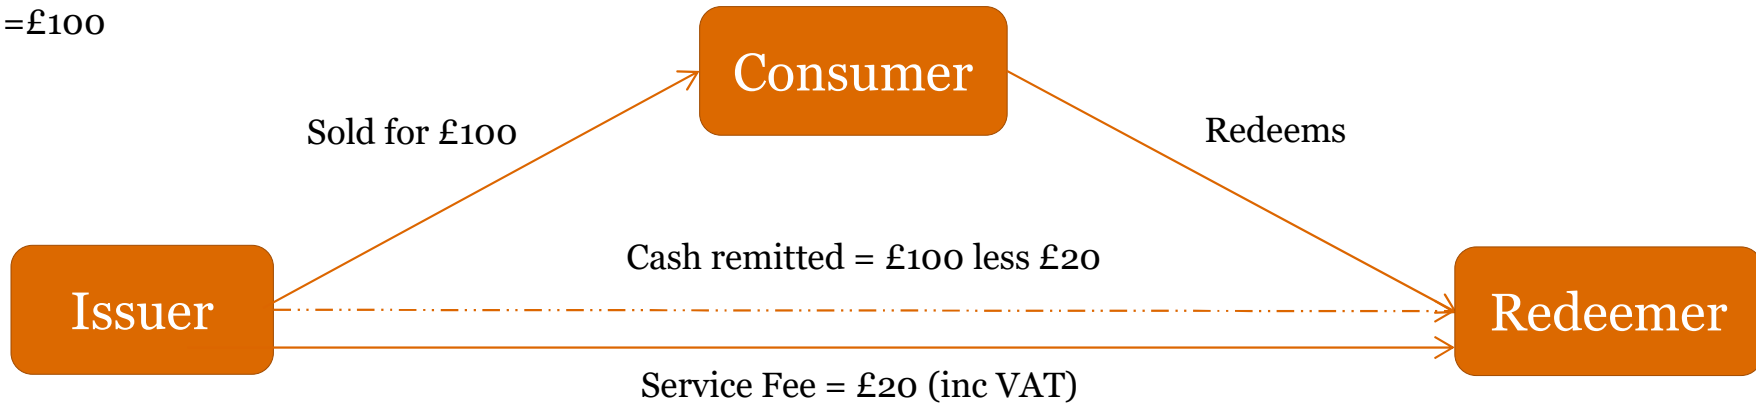 =£100
Consumer
Sold for £100
Redeems
Cash remitted = £100 less £20
Issuer
Redeemer
Service Fee = £20 (inc VAT)